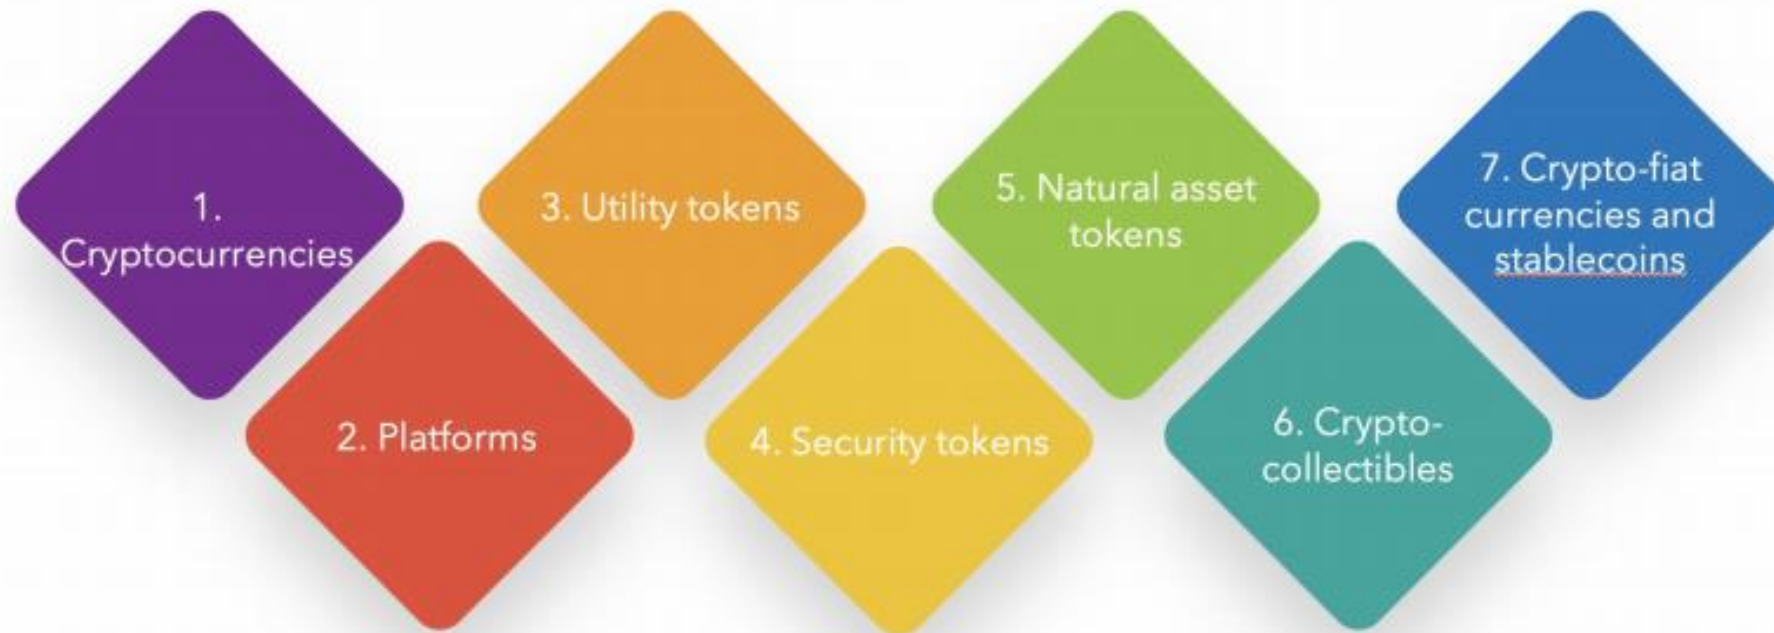 1.
Cryptocurrencies
2. Platforms
3. Utility tokens
4. Security tokens
5. Natural asset
tokens
6. Crypto-
collectibles
7. Crypto-fiat
currencies and
stablecoins